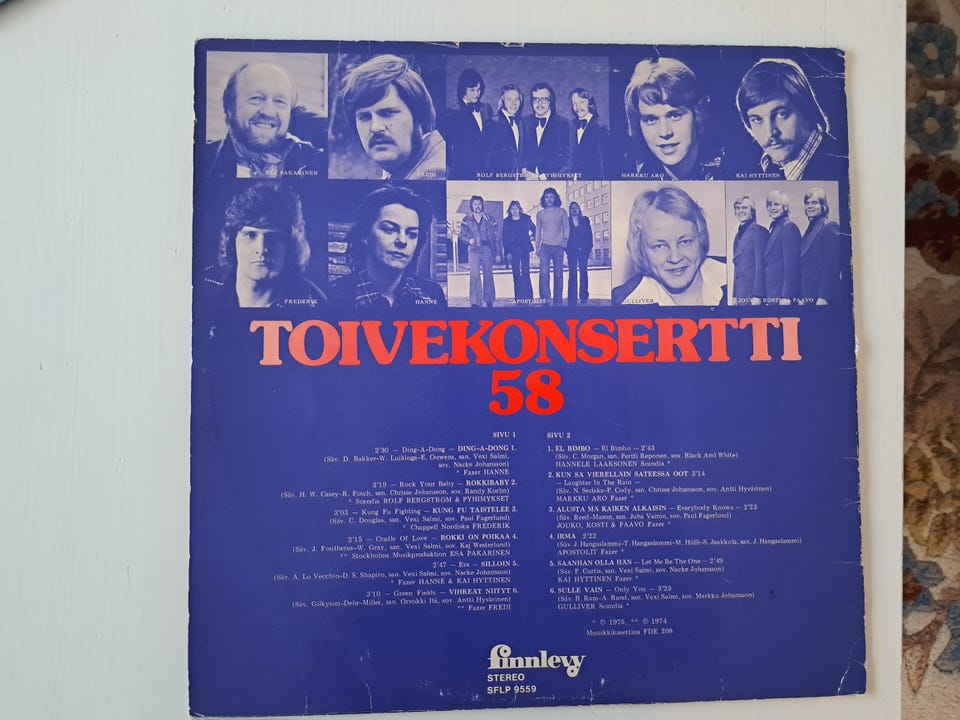 ESA PAKARINEN
FREDI
ROLF BERGSTRÖM PYHIMYKSET
MARKKU ARO
KAI HYTTINEN
FREDERIK
HANNE
APOSTOLIT
GULLIVER
JOUKO KOSTI & PAAVO
TOIVEKONSERTTI
58
SIVU 1
2'30 — Ding-A-Dong — DING-A-DONG 1.
(Säv. D. Bakker-W. Luikinga-E. Ouwens, san. Vexi Salmi,
sov. Nacke Johansson)
* Fazer HANNE
3'19 — Rock Your Baby — ROKKIBABY 2.
(Säv. H. W. Casey-R. Finch, san. Chrisse Johansson, sov. Randy Korlin)
* Scandia ROLF BERGSTRÖM & PYHIMYKSET
3'03 — Kung Fu Fighting — KUNG FU TAISTELEE 3.
(Säv. C. Douglas, san. Vexi Salmi, sov. Paul Fagerlund)
* Chappell Nordiska FREDERIK
2'15 — Cradle Of Love — ROKKI ON POIKAA 4.
(Säv. J. Foutheres-W. Gray, san. Vexi Salmi, sov. Kaj Westerlund)
** Stockholms Musikproduktion ESA PAKARINEN
2'47 — Era — SILLOIN 5.
(Säv. A. Lo Vecchio-D. S. Shapiro, san. Vexi Salmi, sov. Nacke Johansson)
* Fazer HANNE & KAI HYTTINEN
3'10 — Green Fields — VIHREÄT NIITYT 6.
(Säv. Gilkyson-Dehr-Miller, san. Orvokki Itä, sov. Antti Hyvärinen)
** Fazer FREDI
SIVU 2
1. EL BIMBO — El Bimbo — 2'43
(Säv. C. Morgan, san. Pertti Reponen, sov. Black And White)
HANNELE LAAKSONEN Scandia *
2. KUN SÄ VIERELLÄIN SATEESSA OOT 3'14
— Laughter In The Rain —
(Säv. N. Sedaka-P. Cody, san. Chrisse Johansson, sov. Antti Hyvärinen)
MARKKU ARO Fazer *
3. ALUSTA MÄ KAIKEN ALKAISIN — Everybody Knows — 2'23
(Säv. Reed-Mason, san. Juha Vainio, sov. Paul Fagerlund)
JOUKO, KOSTI & PAAVO Fazer *
4. IRMA 2'22
(Säv. J. Hangaslammi-T. Hangaslammi-M. Hölli-S. Jaakkola, san. J. Hangaslammi)
APOSTOLIT Fazer *
5. SAANHAN OLLA HÄN — Let Me Be The One — 2'49
(Säv. P. Curtis, san. Vexi Salmi, sov. Nacke Johansson)
KAI HYTTINEN Fazer *
6. SULLE VAIN — Only You — 3'23
(Säv. B. Ram-A. Rand, san. Vexi Salmi, sov. Markku Johansson)
GULLIVER Scandia *
* ℗ 1975, ** ℗ 1974
Musiikkikasettina FDE 208
finnlevy
STEREO
SFLP 9559